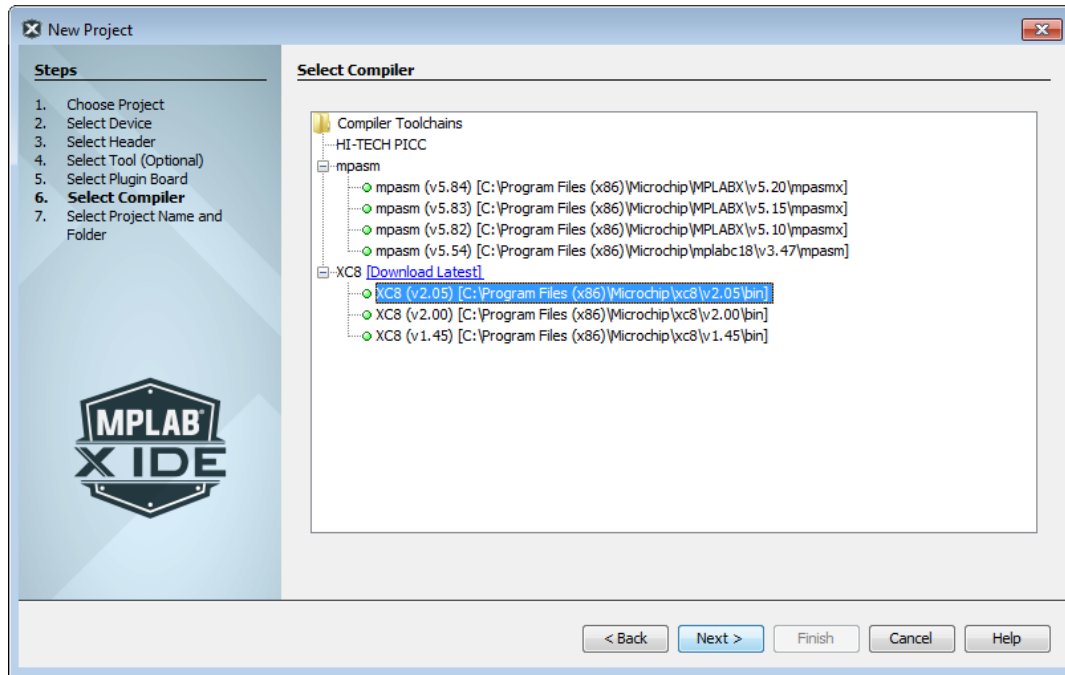 New Project
Steps
1. Choose Project
2. Select Device
3. Select Header
4. Select Tool (Optional)
5. Select Plugin Board
6. Select Compiler
7. Select Project Name and
Folder
MPLAB®
X IDE
Select Compiler
Compiler Toolchains
HI-TECH PICC
mpasm
mpasm (v5.84) [C:\Program Files (x86)\Microchip\MPLABX\v5.20\mpasmx]
mpasm (v5.83) [C:\Program Files (x86)\Microchip\MPLABX\v5.15\mpasmx]
mpasm (v5.82) [C:\Program Files (x86)\Microchip\MPLABX\v5.10\mpasmx]
mpasm (v5.54) [C:\Program Files (x86)\Microchip\mplabc18\v3.47\mpasm]
XC8 [Download Latest]
XC8 (v2.05) [C:\Program Files (x86)\Microchip\xc8\v2.05\bin]
XC8 (v2.00) [C:\Program Files (x86)\Microchip\xc8\v2.00\bin]
XC8 (v1.45) [C:\Program Files (x86)\Microchip\xc8\v1.45\bin]
< Back Next > Finish Cancel Help